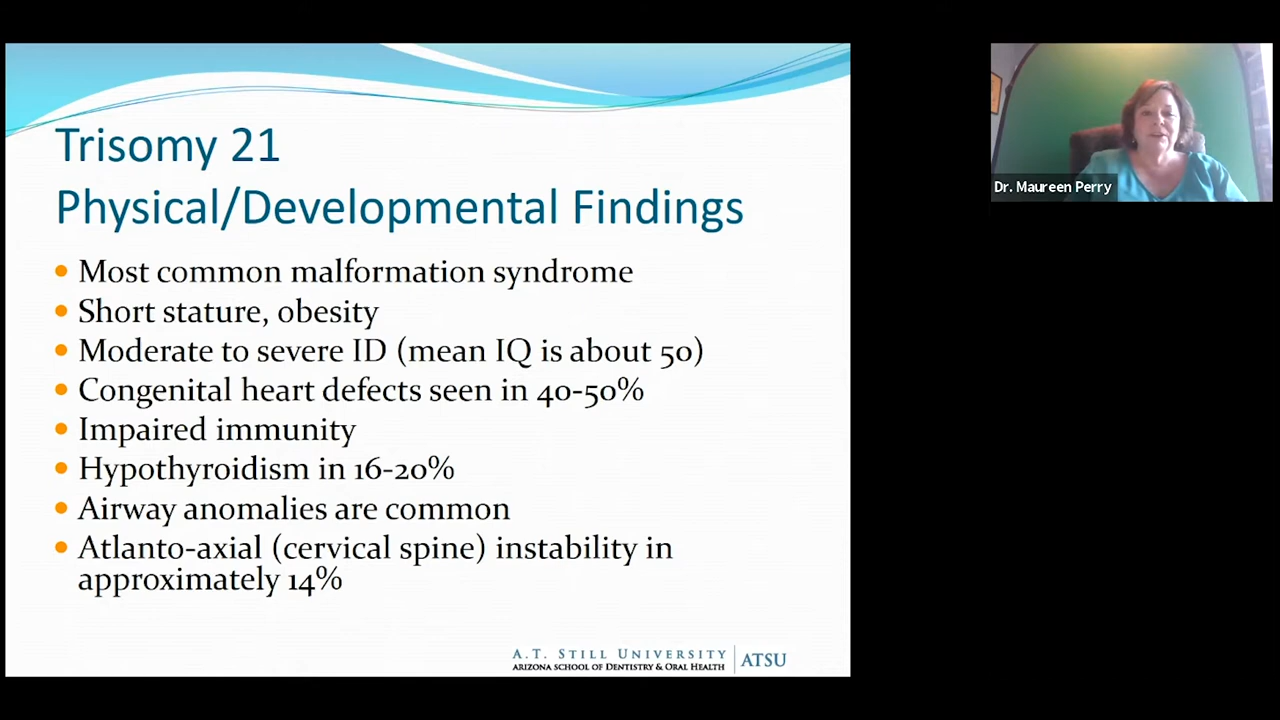 Trisomy 21
Physical/Developmental Findings
• Most common malformation syndrome
• Short stature, obesity
• Moderate to severe ID (mean IQ is about 50)
• Congenital heart defects seen in 40-50%
• Impaired immunity
• Hypothyroidism in 16-20%
• Airway anomalies are common
• Atlanto-axial (cervical spine) instability in
approximately 14%
A.T. STILL UNIVERSITY
ARIZONA SCHOOL OF DENTISTRY & ORAL HEALTH
ATSU
Dr. Maureen Perry